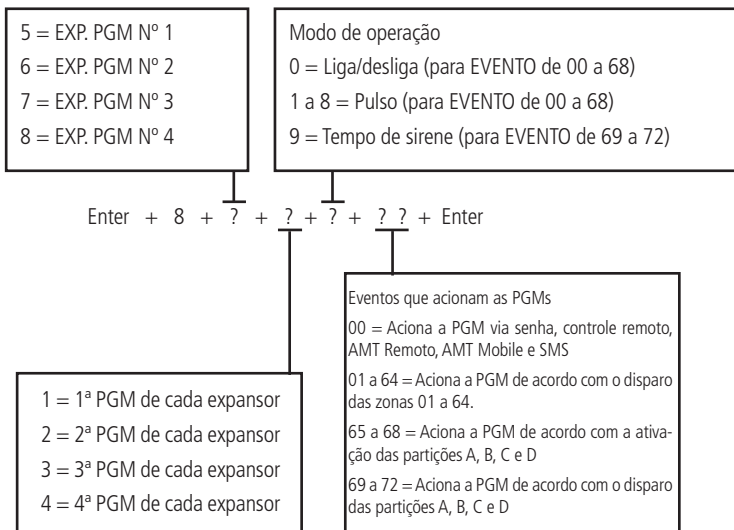 5 = EXP. PGM Nº 1
6 = EXP. PGM Nº 2
7 = EXP. PGM Nº 3
8 = EXP. PGM Nº 4
Modo de operação
0 = Liga/desliga (para EVENTO de 00 a 68)
1 a 8 = Pulso (para EVENTO de 00 a 68)
9 = Tempo de sirene (para EVENTO de 69 a 72)
Enter + 8 + ? + ? + ? + ? ? + Enter
1 = 1ª PGM de cada expansor
2 = 2ª PGM de cada expansor
3 = 3ª PGM de cada expansor
4 = 4ª PGM de cada expansor
Eventos que acionam as PGMs
00 = Aciona a PGM via senha, controle remoto,
AMT Remoto, AMT Mobile e SMS
01 a 64 = Aciona a PGM de acordo com o disparo
das zonas 01 a 64.
65 a 68 = Aciona a PGM de acordo com a ativa-
ção das partições A, B, C e D
69 a 72 = Aciona a PGM de acordo com o disparo
das partições A, B, C e D